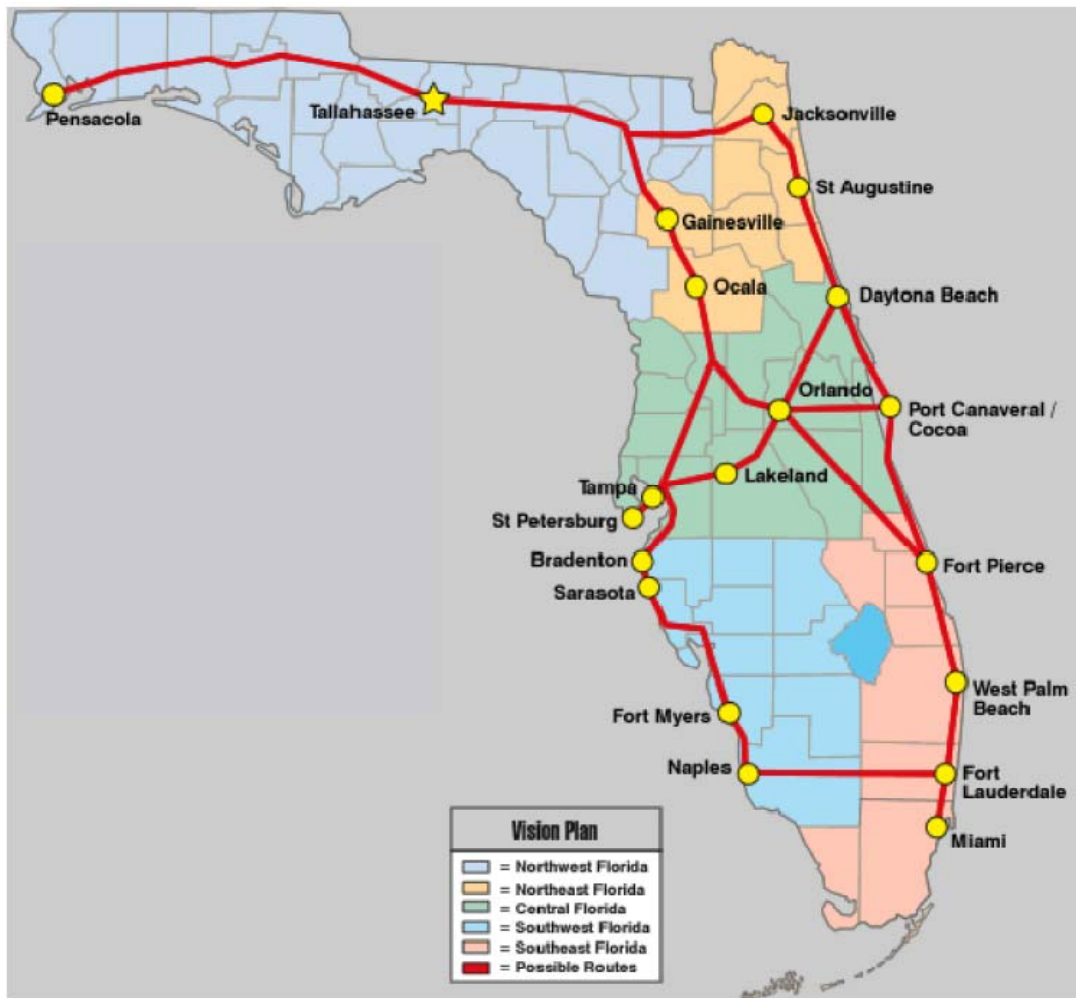 Pensacola
Tallahassee
Jacksonville
St Augustine
Gainesville
Ocala
Daytona Beach
Orlando
Port Canaveral /
Cocoa
Lakeland
Tampa
St Petersburg
Bradenton
Sarasota
Fort Pierce
West Palm
Beach
Fort Myers
Naples
Fort
Lauderdale
Miami
Vision Plan
= Northwest Florida
= Northeast Florida
= Central Florida
= Southwest Florida
= Southeast Florida
= Possible Routes